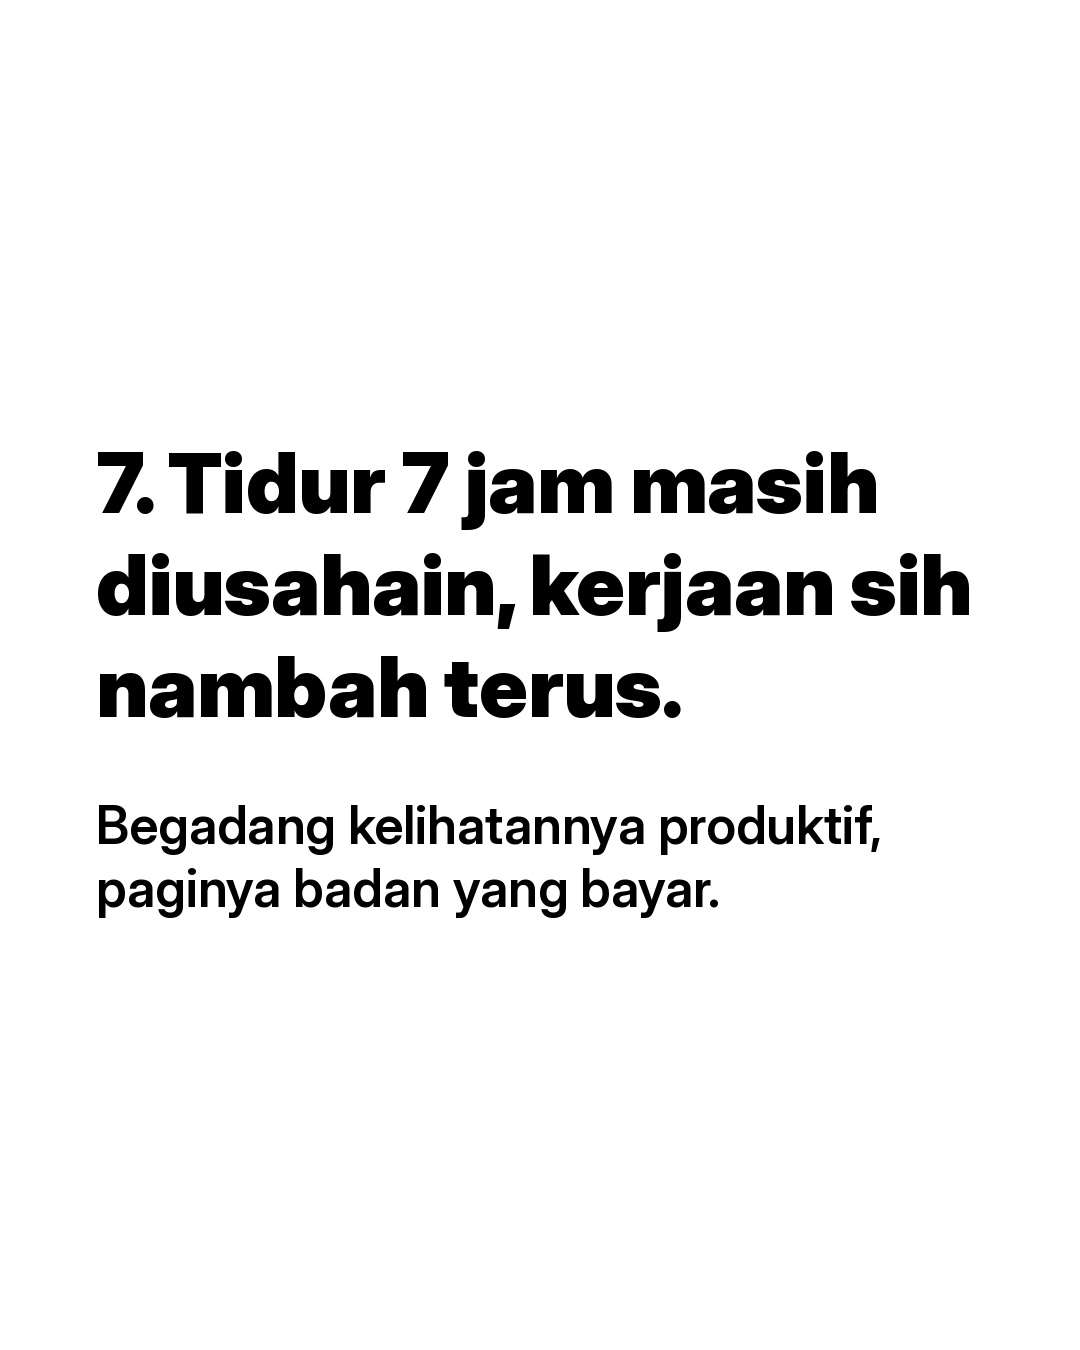 7. Tidur 7 jam masih
diusahain, kerjaan sih
nambah terus.
Begadang kelihatannya produktif,
paginya badan yang bayar.